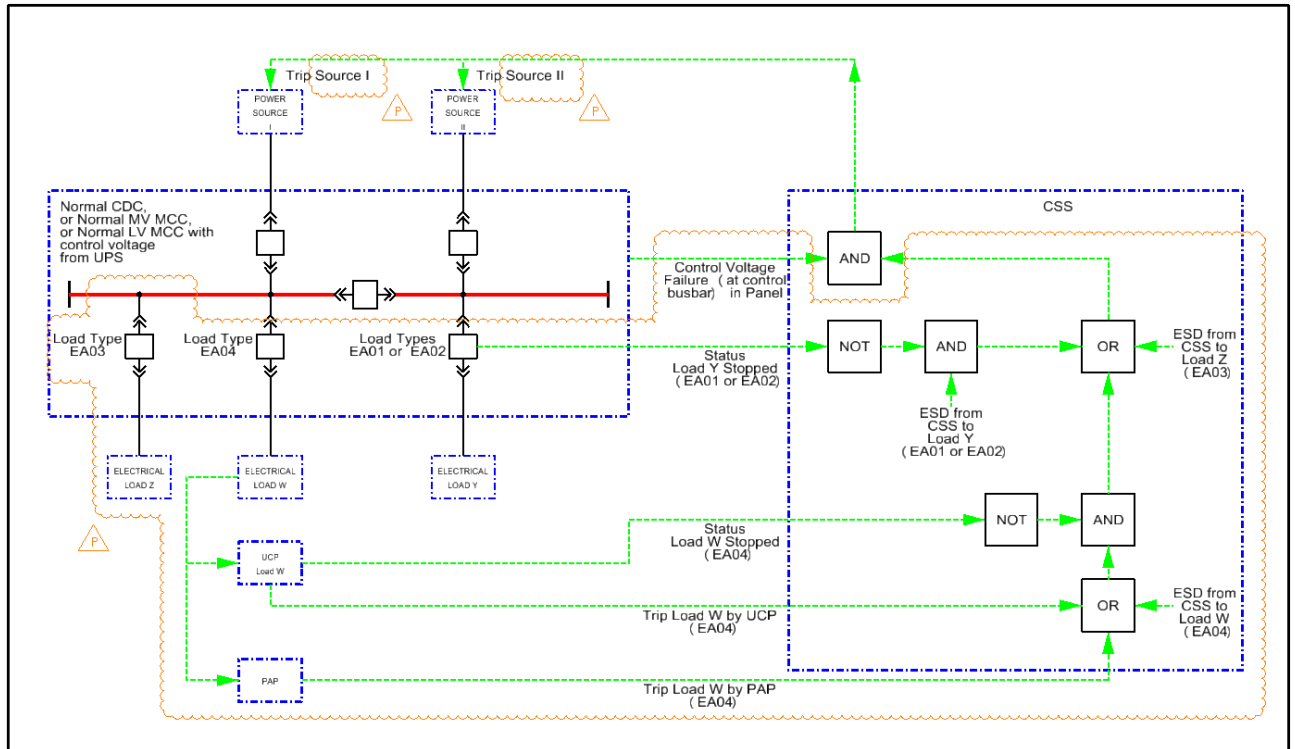 Trip Source I
Trip Source II
POWER
SOURCE
I
P
POWER
SOURCE
II
P
Normal CDC,
or Normal MV MCC,
or Normal LV MCC with
control voltage
from UPS
CSS
AND
Control Voltage
Failure ( at control
busbar) in Panel
Load Type
EA03
Load Type
EA04
Load Types
EA01 or EA02
NOT
AND
OR
ESD from
CSS to
Load Z
( EA03)
Status
Load Y Stopped
( EA01 or EA02)
ESD from
CSS to
Load Y
( EA01 or EA02)
ELECTRICAL
LOAD Z
ELECTRICAL
LOAD W
ELECTRICAL
LOAD Y
P
NOT
AND
Status
Load W Stopped
( EA04)
UCP
Load W
OR
ESD from
CSS to
Load W
( EA04)
Trip Load W by UCP
( EA04)
PAP
Trip Load W by PAP
( EA04)